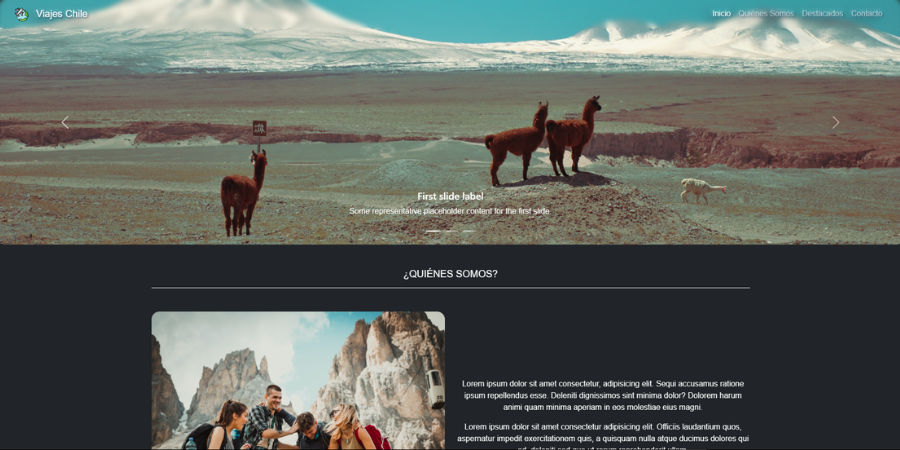 Viajes Chile
Inicio Quiénes Somos Destacados Contacto
First slide label
Some representative placeholder content for the first slide.
¿QUIÉNES SOMOS?
Lorem ipsum dolor sit amet consectetur, adipisicing elit. Sequi accusamus ratione
ipsum repellendus esse. Deleniti dignissimos sint minima dolor? Dolorem harum
animi quam minima aperiam in eos molestiae eius magni.
Lorem ipsum dolor sit amet consectetur adipisicing elit. Officiis laudantium quos,
aspernatur impedit exercitationem quis, a quisquam nulla atque ducimus dolores qui